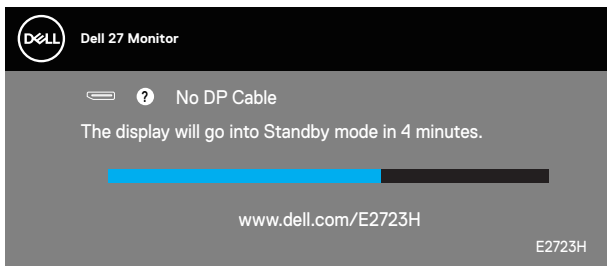 DELL
Dell 27 Monitor
? No DP Cable
The display will go into Standby mode in 4 minutes.
www.dell.com/E2723H
E2723H